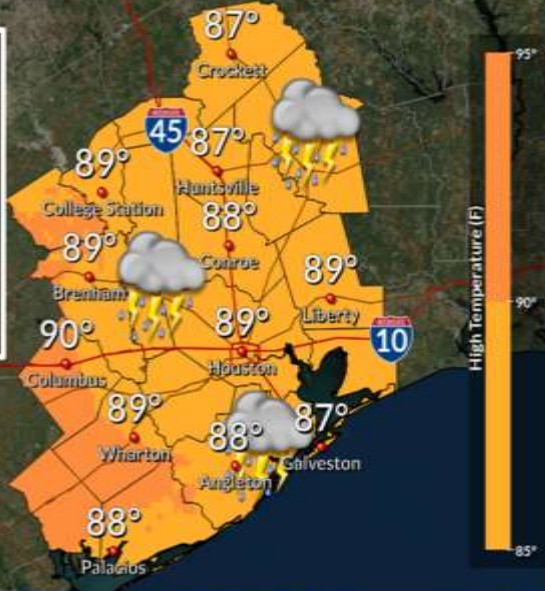 87°
Crockett
45
87°
Huntsville
89°
College Station
88°
Conroe
89°
Brenham
89°
Liberty
90°
Columbus
89°
Houston
10
89°
Wharton
88°
Angleton
87°
Galveston
88°
Palacios
95°
High Temperature (F)
90°
85°